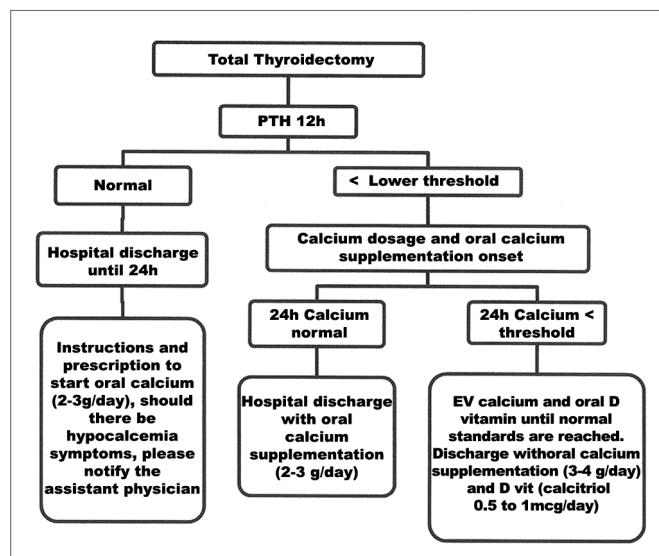 Total Thyroidectomy
PTH 12h
Normal
< Lower threshold
Hospital discharge
until 24h
Calcium dosage and oral calcium
supplementation onset
24h Calcium
normal
24h Calcium <
threshold
Instructions and
prescription to
start oral calcium
(2-3g/day), should
there be
hypocalcemia
symptoms, please
notify the
assistant physician
Hospital discharge
with oral
calcium
supplementation
(2-3 g/day)
EV calcium and oral D
vitamin until normal
standards are reached.
Discharge withoral calcium
supplementation (3-4 g/day)
and D vit (calcitriol
0.5 to 1mcg/day)